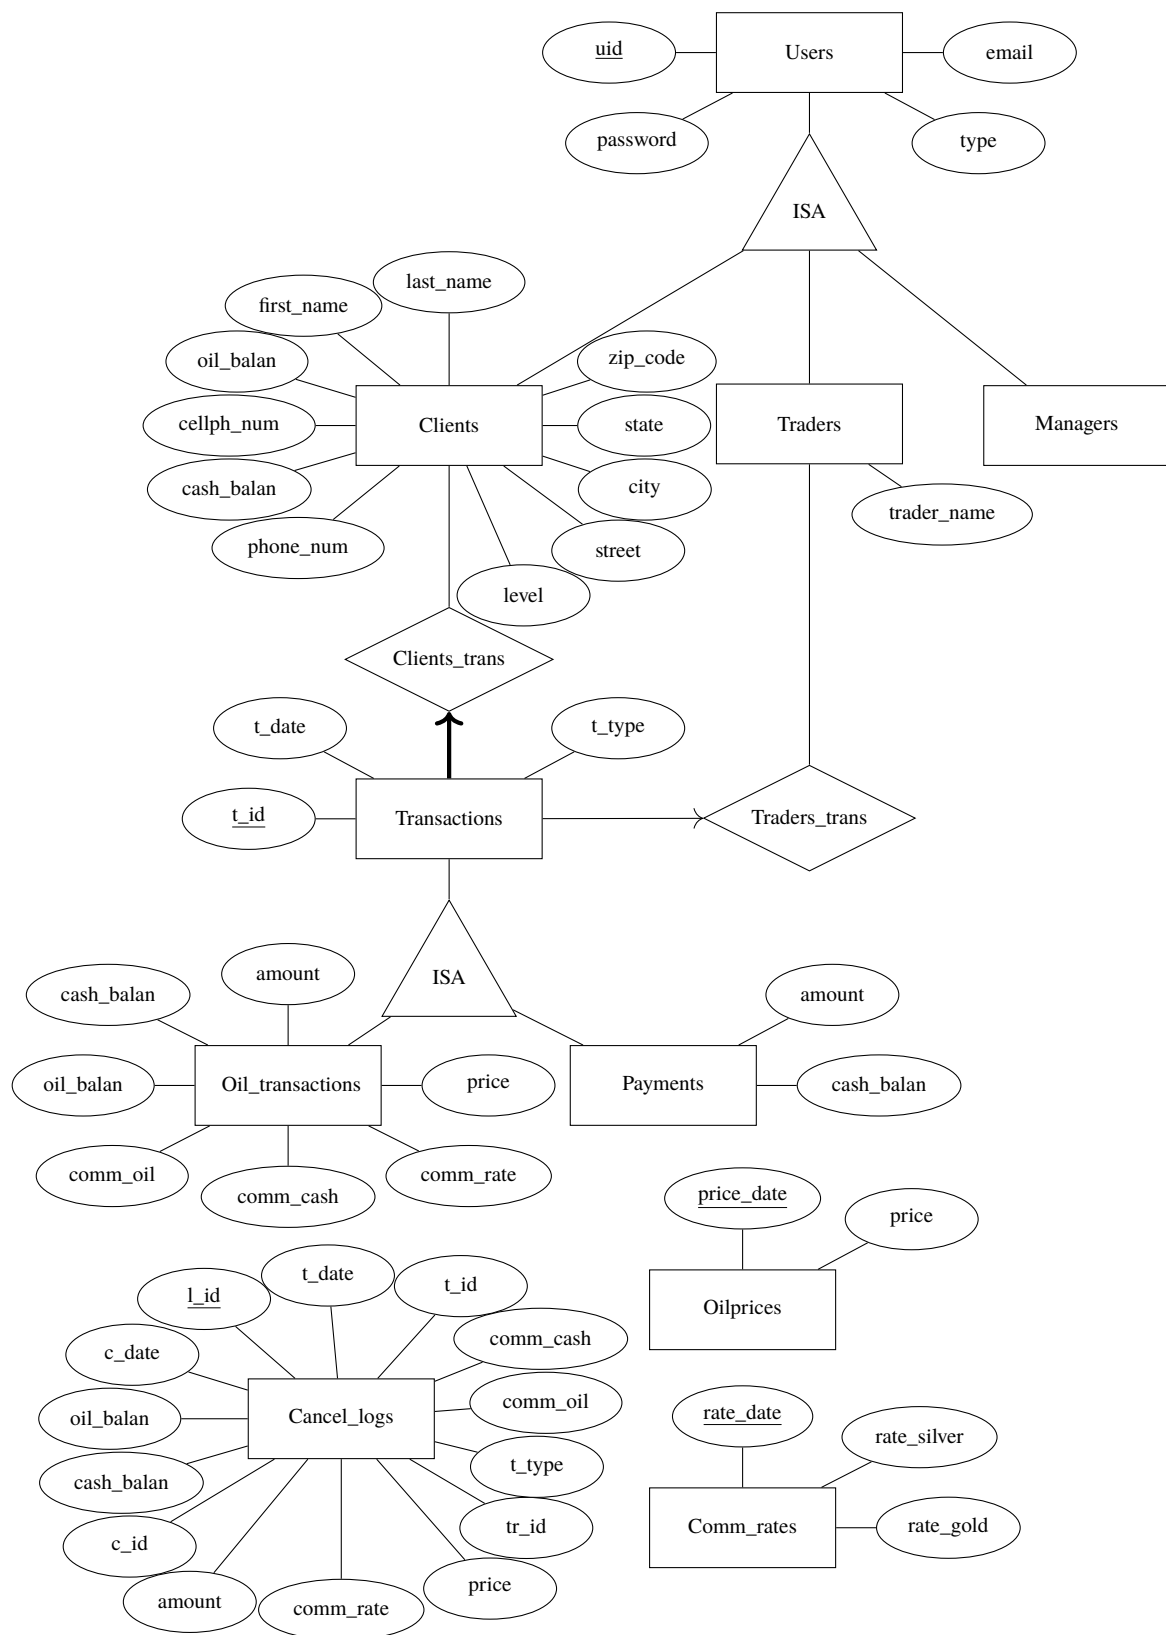 uid
Users
email
password
type
ISA
last_name
first_name
oil_balan
zip_code
cellph_num
Clients
state
Traders
Managers
cash_balan
city
trader_name
phone_num
street
level
Clients_trans
t_date
t_type
t_id
Transactions
Traders_trans
ISA
amount
cash_balan
amount
oil_balan
Oil_transactions
price
Payments
cash_balan
comm_oil
comm_cash
comm_rate
price_date
price
Oilprices
l_id
t_date
t_id
comm_cash
c_date
oil_balan
Cancel_logs
comm_oil
cash_balan
t_type
c_id
tr_id
amount
comm_rate
price
rate_date
rate_silver
Comm_rates
rate_gold